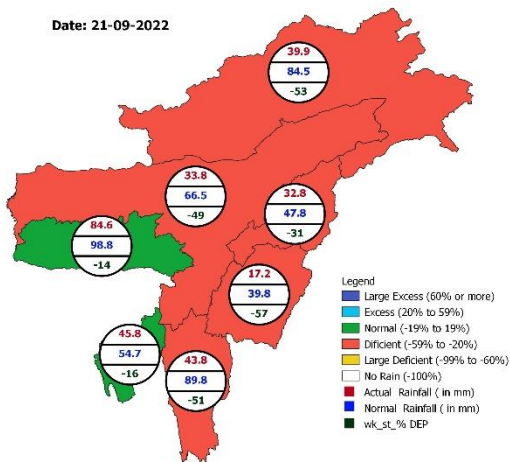 Date: 21-09-2022
39.9
84.5
-53
33.8
66.5
-49
32.8
47.8
-31
84.6
98.8
-14
17.2
39.8
-57
45.8
54.7
-16
43.8
89.8
-51
Legend
Large Excess (60% or more)
Excess (20% to 59%)
Normal (-19% to 19%)
Dificient (-59% to -20%)
Large Deficient (-99% to -60%)
No Rain (-100%)
Actual Rainfall ( in mm)
Normal Rainfall ( in mm)
wk_st_% DEP